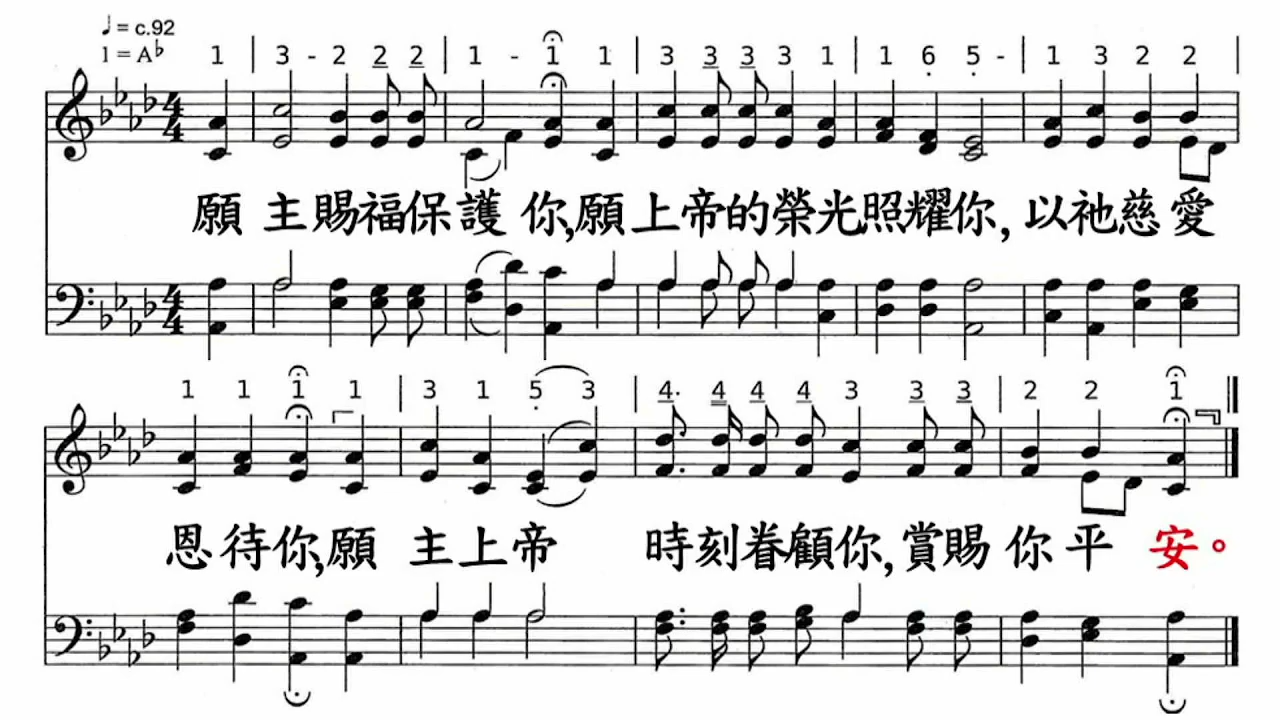 ♩ = c.92
1 = A♭ 1 | 3 - 2 2 2 | 1 - 1 1 | 3 3 3 3 1 | 1 6 5 - | 1 3 2 2 |
願主賜福保護你,願上帝的榮光照耀你,以祂慈愛
1 1 1 1 | 3 1 5 3 | 4. 4 4 4 3 3 3 | 2 2 1
恩待你,願主上帝 時刻眷顧你,賞賜你平安。